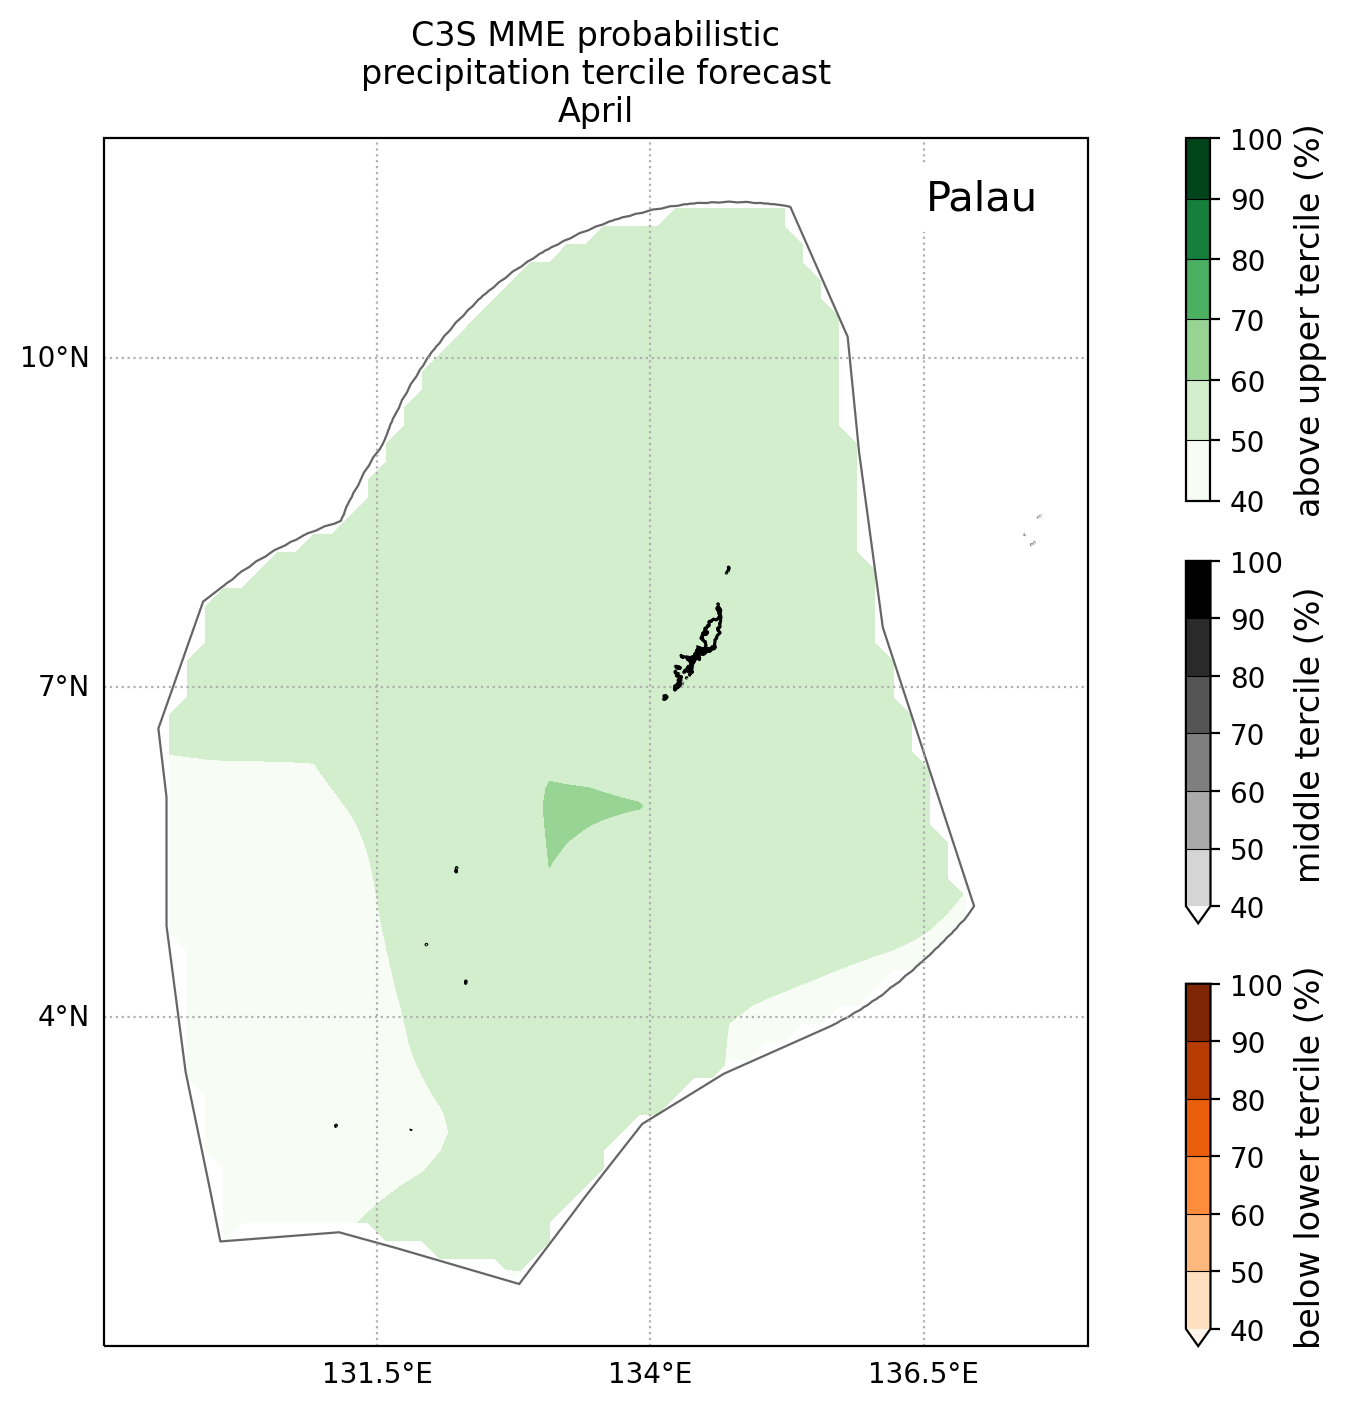 C3S MME probabilistic
precipitation tercile forecast
April
Palau
10°N
7°N
4°N
131.5°E
134°E
136.5°E
100
90
80
70
60
50
40
above upper tercile (%)
100
90
80
70
60
50
40
middle tercile (%)
100
90
80
70
60
50
40
below lower tercile (%)